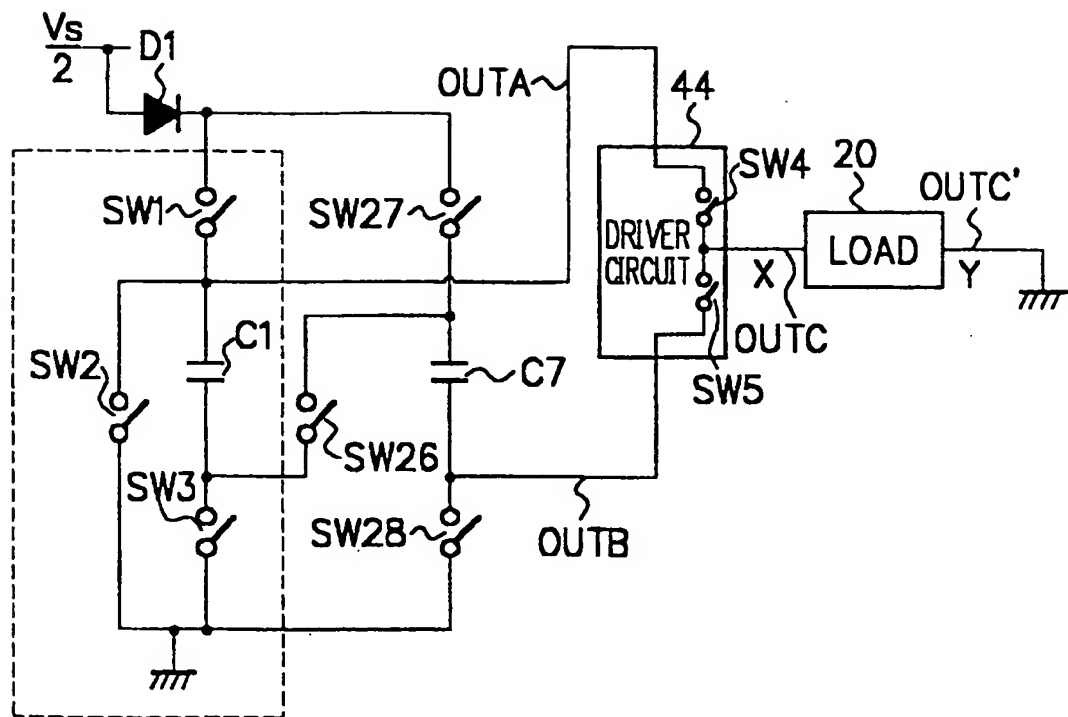 Vs
2
D1
OUTA
44
SW4
20
OUTC'
SW1
SW27
DRIVER
CIRCUIT
LOAD
X
Y
C1
OUTC
SW2
C7
SW5
SW26
SW3
SW28
OUTB